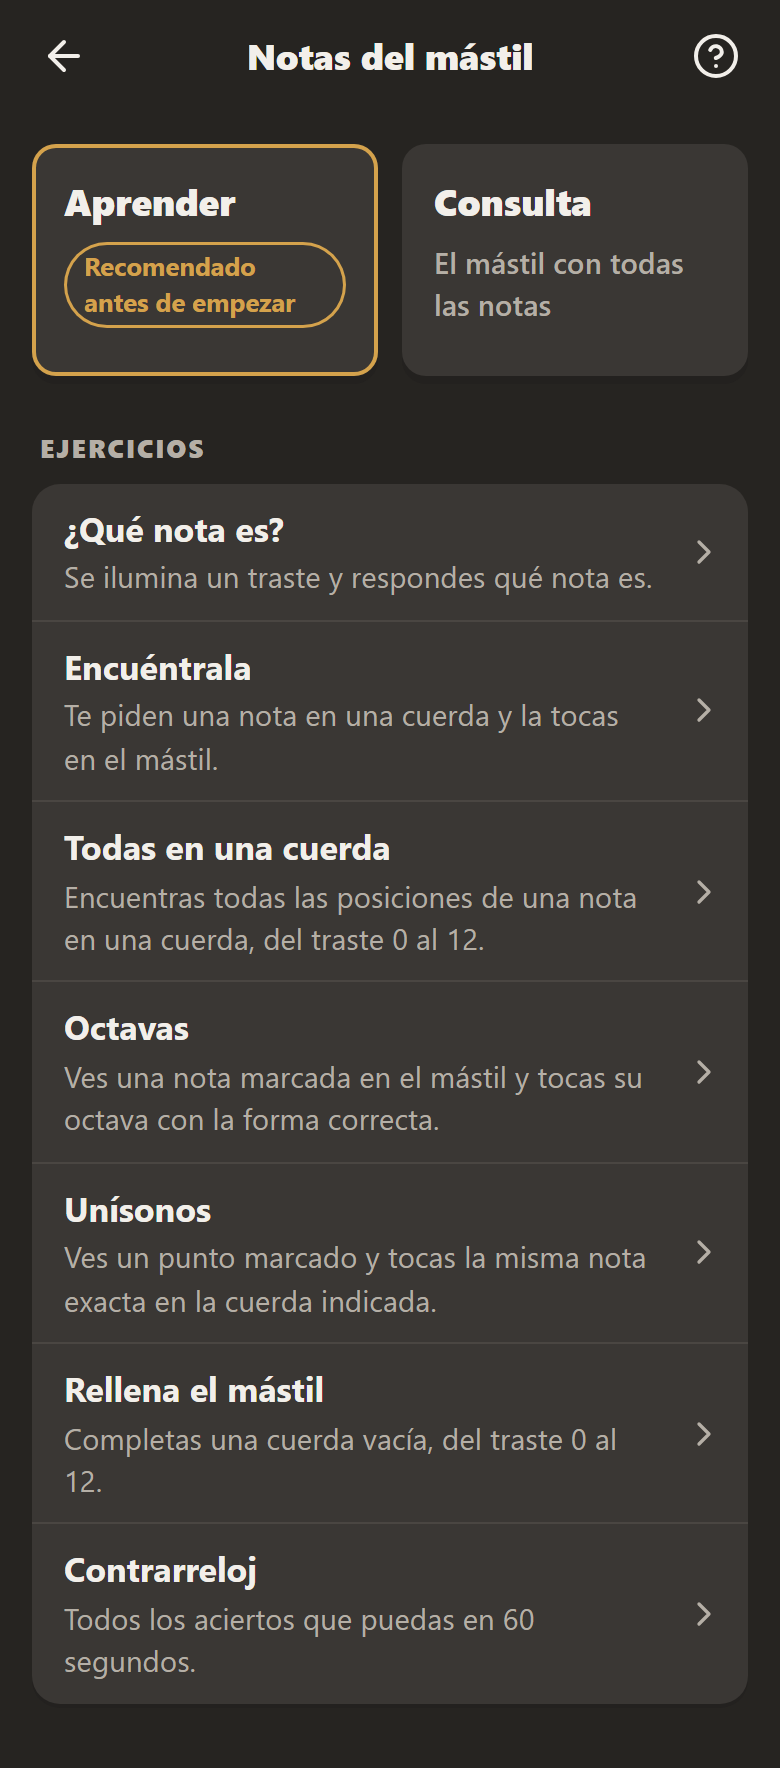 Notas del mástil
Aprender
Recomendado
antes de empezar
Consulta
El mástil con todas
las notas
EJERCICIOS
¿Qué nota es?
Se ilumina un traste y respondes qué nota es.
Encuéntrala
Te piden una nota en una cuerda y la tocas
en el mástil.
Todas en una cuerda
Encuentras todas las posiciones de una nota
en una cuerda, del traste 0 al 12.
Octavas
Ves una nota marcada en el mástil y tocas su
octava con la forma correcta.
Unísonos
Ves un punto marcado y tocas la misma nota
exacta en la cuerda indicada.
Rellena el mástil
Completas una cuerda vacía, del traste 0 al
12.
Contrarreloj
Todos los aciertos que puedas en 60
segundos.